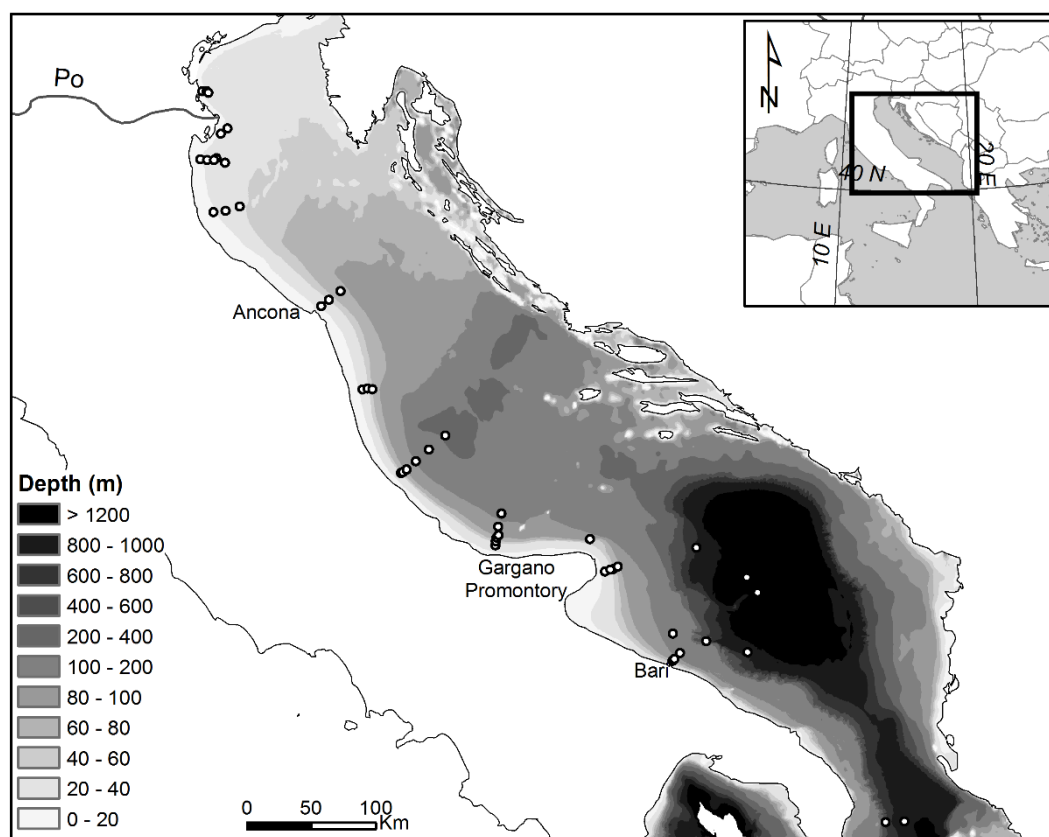 Po
N
40 N
20 E
10 E
Ancona
Gargano
Promontory
Bari
Depth (m)
> 1200
800 - 1000
600 - 800
400 - 600
200 - 400
100 - 200
80 - 100
60 - 80
40 - 60
20 - 40
0 - 20
0 50 100
Km